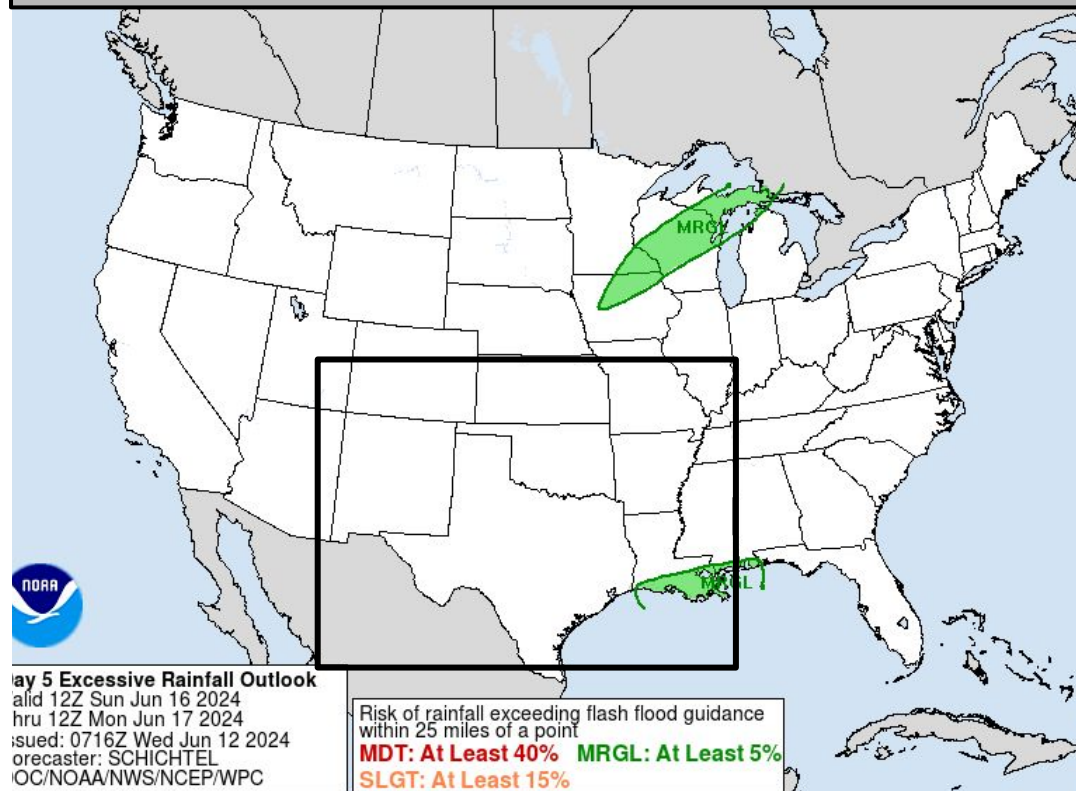 MRGL
MRGL
NOAA
ay 5 Excessive Rainfall Outlook
alid 12Z Sun Jun 16 2024
hru 12Z Mon Jun 17 2024
ssued: 0716Z Wed Jun 12 2024
orecaster: SCHICHTEL
DOC/NOAA/NWS/NCEP/WPC
Risk of rainfall exceeding flash flood guidance
within 25 miles of a point
MDT: At Least 40% MRGL: At Least 5%
SLGT: At Least 15%